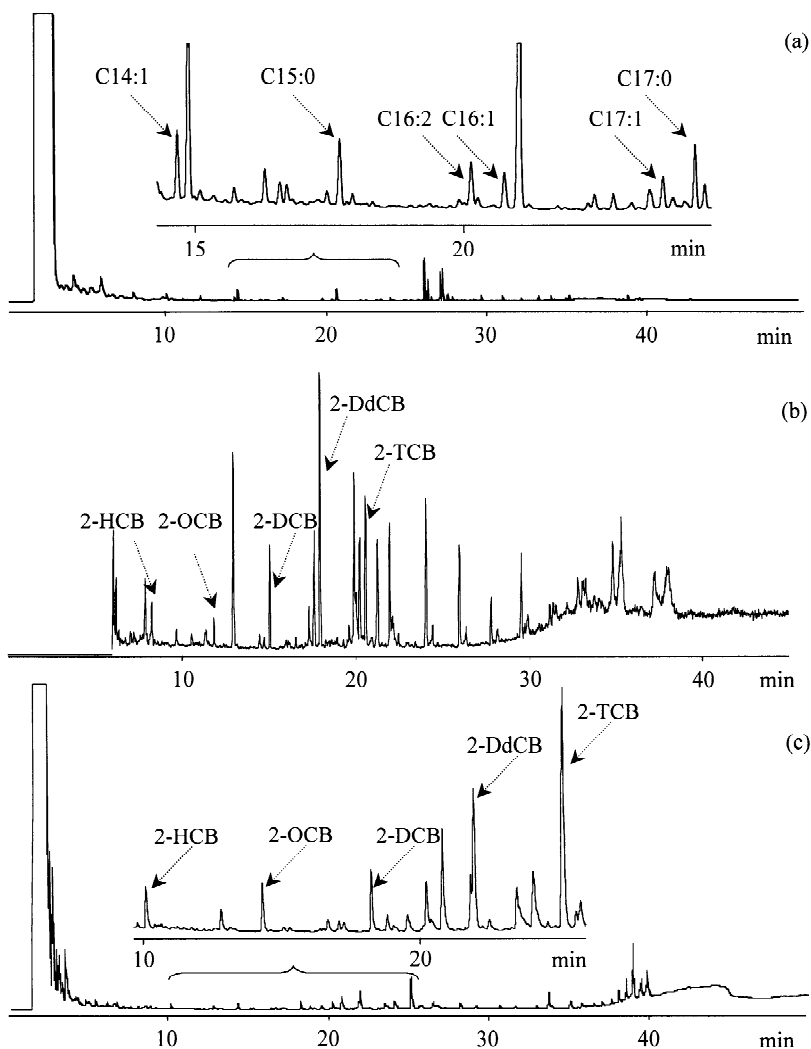 (a)
C14:1
C15:0
C16:2 C16:1
C17:1
C17:0
15 20 min
10 20 30 40 min
(b)
2-DdCB
2-TCB
2-HCB 2-OCB 2-DCB
10 20 30 40
min
(c)
2-TCB
2-DdCB
2-HCB 2-OCB 2-DCB
10 20 min
10 20 30 40
min